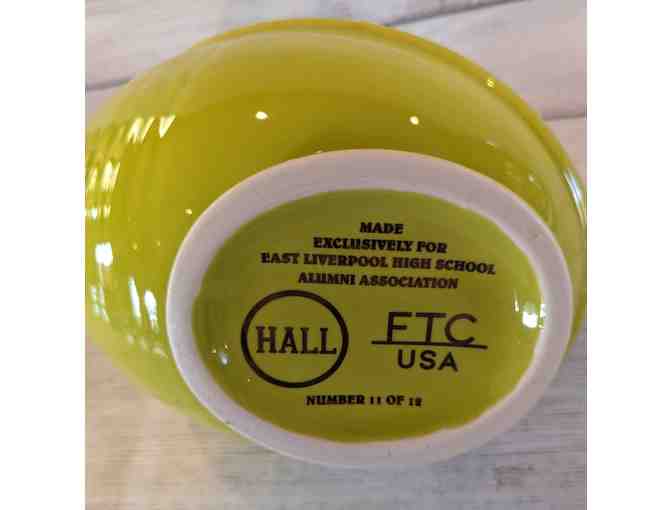 MADE
EXCLUSIVELY FOR
EAST LIVERPOOL HIGH SCHOOL
ALUMNI ASSOCIATION
HALL
FTC
USA
NUMBER 11 OF 12